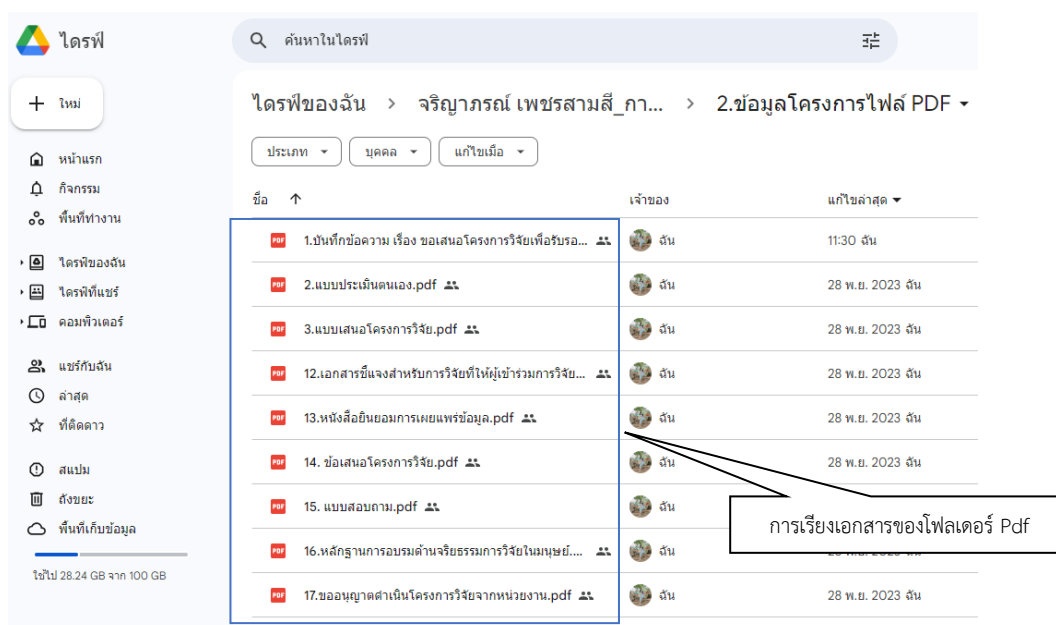 ไดรฟ์
ค้นหาในไดรฟ์
ใหม่
ไดรฟ์ของฉัน > จริญาภรณ์ เพชรสามสี_กา... > 2.ข้อมูลโครงการไฟล์ PDF
ประเภท บุคคล แก้ไขเมื่อ
หน้าแรก
กิจกรรม
พื้นที่ทำงาน
ไดรฟ์ของฉัน
ไดรฟ์ที่แชร์
คอมพิวเตอร์
แชร์กับฉัน
ล่าสุด
ที่ติดดาว
สแปม
ถังขยะ
พื้นที่เก็บข้อมูล
ใช้ไป 28.24 GB จาก 100 GB
ชื่อ เจ้าของ แก้ไขล่าสุด
PDF 1.บันทึกข้อความ เรื่อง ขอเสนอโครงการวิจัยเพื่อรับรอ... ฉัน 11:30 ฉัน
PDF 2.แบบประเมินตนเอง.pdf ฉัน 28 พ.ย. 2023 ฉัน
PDF 3.แบบเสนอโครงการวิจัย.pdf ฉัน 28 พ.ย. 2023 ฉัน
PDF 12.เอกสารชี้แจงสำหรับการวิจัยที่ให้ผู้เข้าร่วมการวิจัย... ฉัน 28 พ.ย. 2023 ฉัน
PDF 13.หนังสือยินยอมการเผยแพร่ข้อมูล.pdf ฉัน 28 พ.ย. 2023 ฉัน
PDF 14. ข้อเสนอโครงการวิจัย.pdf ฉัน 28 พ.ย. 2023 ฉัน
PDF 15. แบบสอบถาม.pdf ฉัน
การเรียงเอกสารของโฟลเดอร์ Pdf
PDF 16.หลักฐานการอบรมด้านจริยธรรมการวิจัยในมนุษย์.... ฉัน 28 พ.ย. 2023 ฉัน
PDF 17.ขออนุญาตดำเนินโครงการวิจัยจากหน่วยงาน.pdf ฉัน 28 พ.ย. 2023 ฉัน